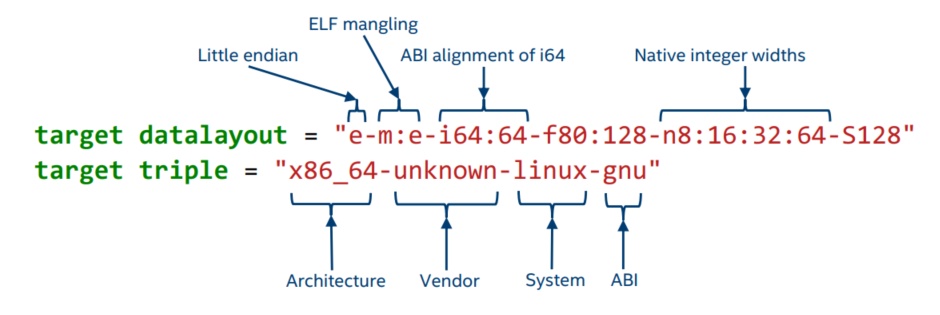 ELF mangling
Little endian
ABI alignment of i64
Native integer widths
target datalayout = "e-m:e-i64:64-f80:128-n8:16:32:64-S128"
target triple = "x86_64-unknown-linux-gnu"
Architecture
Vendor
System
ABI